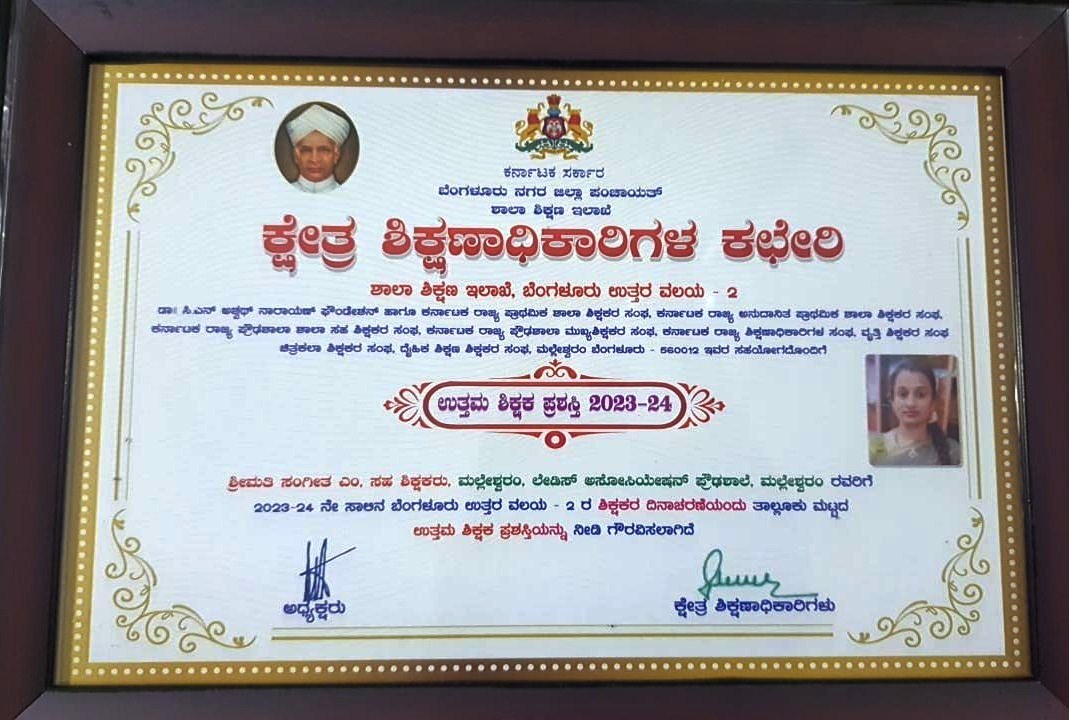 ಕರ್ನಾಟಕ ಸರ್ಕಾರ
ಬೆಂಗಳೂರು ನಗರ ಜಿಲ್ಲಾ ಪಂಚಾಯತ್
ಶಾಲಾ ಶಿಕ್ಷಣ ಇಲಾಖೆ
ಕ್ಷೇತ್ರ ಶಿಕ್ಷಣಾಧಿಕಾರಿಗಳ ಕಛೇರಿ
ಶಾಲಾ ಶಿಕ್ಷಣ ಇಲಾಖೆ, ಬೆಂಗಳೂರು ಉತ್ತರ ವಲಯ - 2
ಡಾ|| ಸಿ.ಎನ್ ಅಶ್ವಥ್ ನಾರಾಯಣ್ ಫೌಂಡೇಶನ್ ಹಾಗೂ ಕರ್ನಾಟಕ ರಾಜ್ಯ ಪ್ರಾಥಮಿಕ ಶಾಲಾ ಶಿಕ್ಷಕರ ಸಂಘ, ಕರ್ನಾಟಕ ರಾಜ್ಯ ಅನುದಾನಿತ ಪ್ರಾಥಮಿಕ ಶಾಲಾ ಶಿಕ್ಷಕರ ಸಂಘ,
ಕರ್ನಾಟಕ ರಾಜ್ಯ ಪ್ರೌಢಶಾಲಾ ಶಾಲಾ ಸಹ ಶಿಕ್ಷಕರ ಸಂಘ, ಕರ್ನಾಟಕ ರಾಜ್ಯ ಪ್ರೌಢಶಾಲಾ ಮುಖ್ಯಶಿಕ್ಷಕರ ಸಂಘ, ಕರ್ನಾಟಕ ರಾಜ್ಯ ಶಿಕ್ಷಣಾಧಿಕಾರಿಗಳ ಸಂಘ, ವೃತ್ತಿ ಶಿಕ್ಷಕರ ಸಂಘ
ಚಿತ್ರಕಲಾ ಶಿಕ್ಷಕರ ಸಂಘ, ದೈಹಿಕ ಶಿಕ್ಷಣ ಶಿಕ್ಷಕರ ಸಂಘ, ಮಲ್ಲೇಶ್ವರಂ ಬೆಂಗಳೂರು - 560012 ಇವರ ಸಹಯೋಗದೊಂದಿಗೆ
ಉತ್ತಮ ಶಿಕ್ಷಕ ಪ್ರಶಸ್ತಿ 2023-24
ಶ್ರೀಮತಿ ಸಂಗೀತ ಎಂ, ಸಹ ಶಿಕ್ಷಕರು, ಮಲ್ಲೇಶ್ವರಂ, ಲೇಡಿಸ್ ಅಸೋಸಿಯೇಷನ್ ಪ್ರೌಢಶಾಲೆ, ಮಲ್ಲೇಶ್ವರಂ ರವರಿಗೆ
2023-24 ನೇ ಸಾಲಿನ ಬೆಂಗಳೂರು ಉತ್ತರ ವಲಯ - 2 ರ ಶಿಕ್ಷಕರ ದಿನಾಚರಣೆಯಂದು ತಾಲ್ಲೂಕು ಮಟ್ಟದ
ಉತ್ತಮ ಶಿಕ್ಷಕ ಪ್ರಶಸ್ತಿಯನ್ನು ನೀಡಿ ಗೌರವಿಸಲಾಗಿದೆ
ಅಧ್ಯಕ್ಷರು
ಕ್ಷೇತ್ರ ಶಿಕ್ಷಣಾಧಿಕಾರಿಗಳು